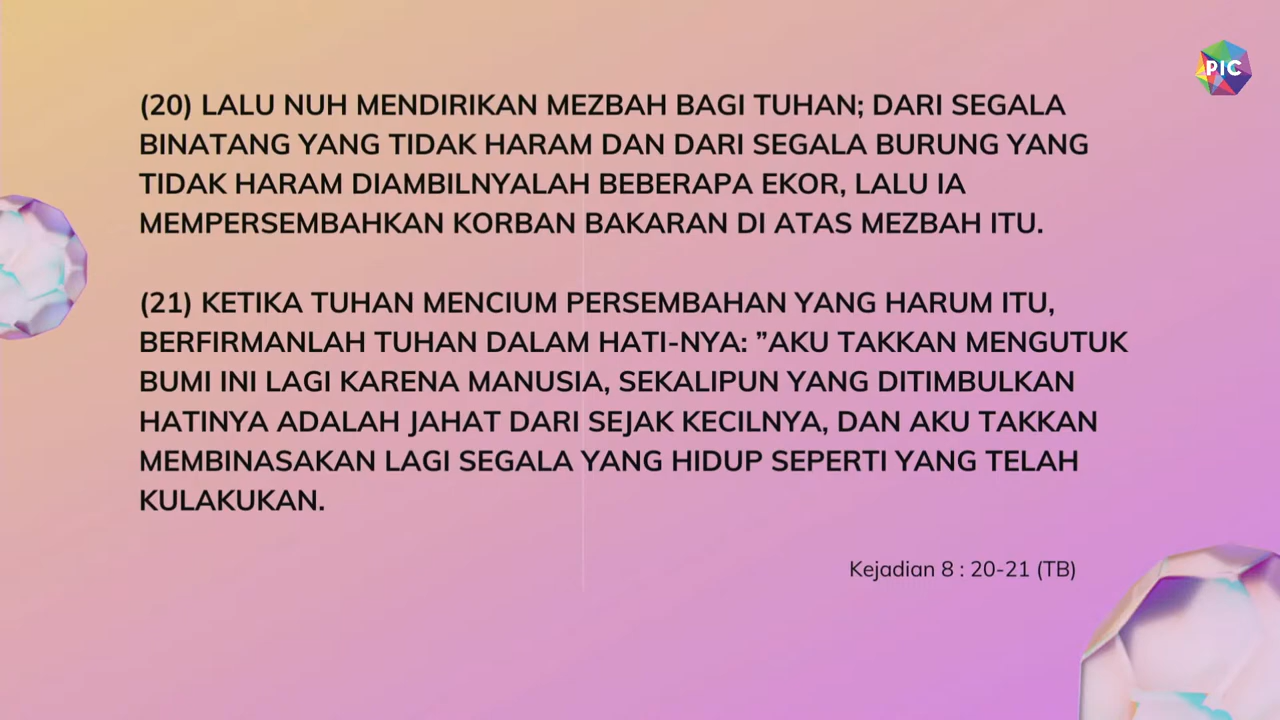 PIC
(20) LALU NUH MENDIRIKAN MEZBAH BAGI TUHAN; DARI SEGALA
BINATANG YANG TIDAK HARAM DAN DARI SEGALA BURUNG YANG
TIDAK HARAM DIAMBILNYALAH BEBERAPA EKOR, LALU IA
MEMPERSEMBAHKAN KORBAN BAKARAN DI ATAS MEZBAH ITU.
(21) KETIKA TUHAN MENCIUM PERSEMBAHAN YANG HARUM ITU,
BERFIRMANLAH TUHAN DALAM HATI-NYA: ”AKU TAKKAN MENGUTUK
BUMI INI LAGI KARENA MANUSIA, SEKALIPUN YANG DITIMBULKAN
HATINYA ADALAH JAHAT DARI SEJAK KECILNYA, DAN AKU TAKKAN
MEMBINASAKAN LAGI SEGALA YANG HIDUP SEPERTI YANG TELAH
KULAKUKAN.
Kejadian 8 : 20-21 (TB)